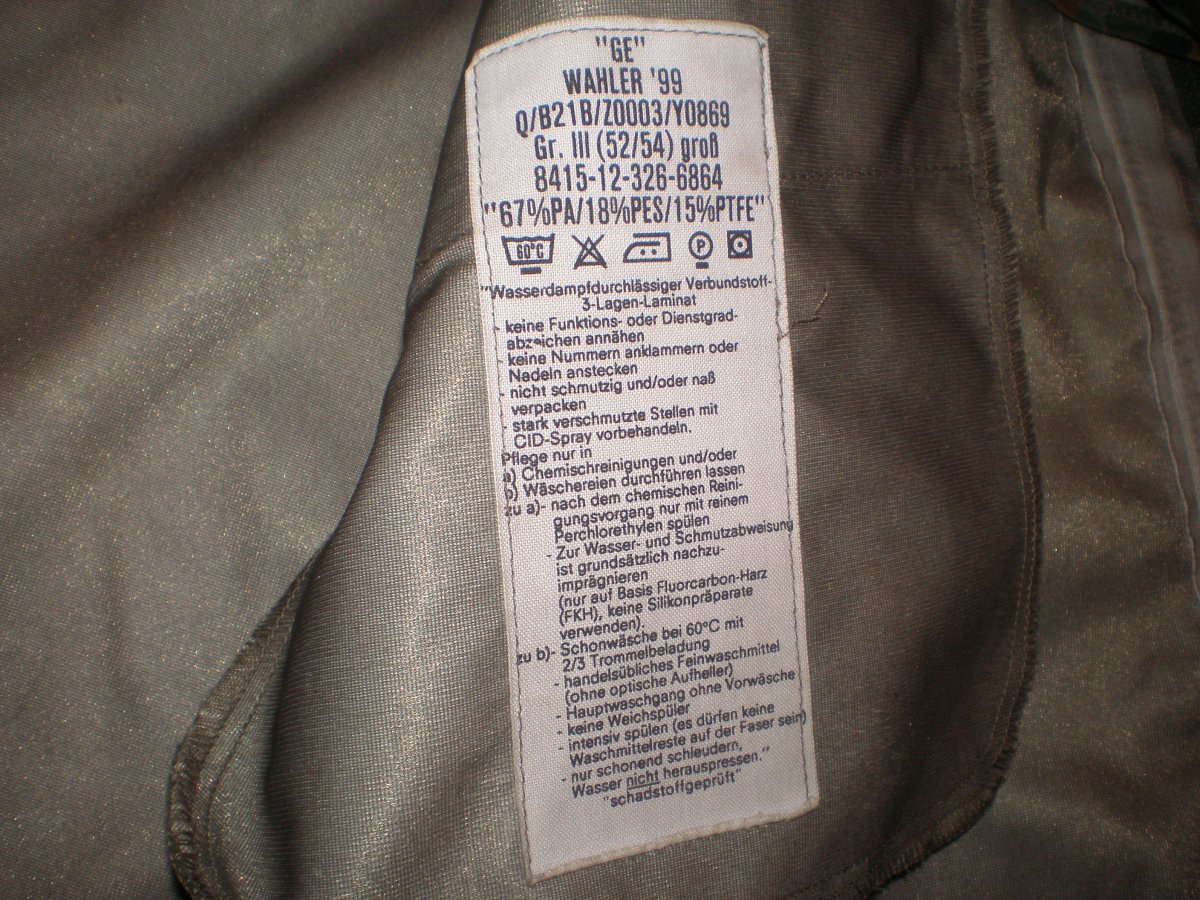 "GE"
WAHLER '99
Q/B21B/Z0003/Y0869
Gr. III (52/54) groß
8415-12-326-6864
"67%PA/18%PES/15%PTFE"
60°C P
"Wasserdampfdurchlässiger Verbundstoff-
3-Lagen-Laminat
- keine Funktions- oder Dienstgrad-
abzeichen annähen
- keine Nummern anklammern oder
Nadeln anstecken
- nicht schmutzig und/oder naß
verpacken
- stark verschmutzte Stellen mit
CID-Spray vorbehandeln.
Pflege nur in
a) Chemischreinigungen und/oder
b) Wäschereien durchführen lassen
zu a)- nach dem chemischen Reini-
gungsvorgang nur mit reinem
Perchlorethylen spülen
- Zur Wasser- und Schmutzabweisung
ist grundsätzlich nachzu-
imprägnieren
(nur auf Basis Fluorcarbon-Harz
(FKH), keine Silikonpräparate
verwenden).
zu b)- Schonwäsche bei 60°C mit
2/3 Trommelbeladung
- handelsübliches Feinwaschmittel
(ohne optische Aufheller)
- Hauptwaschgang ohne Vorwäsche
- keine Weichspüler
- intensiv spülen (es dürfen keine
Waschmittelreste auf der Faser sein)
- nur schonend schleudern,
Wasser nicht herauspressen."
"schadstoffgeprüft"